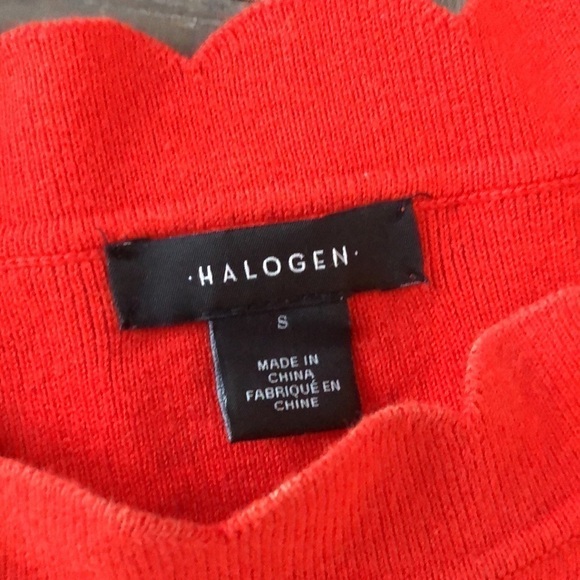 ·HALOGEN·
S
MADE IN
CHINA
FABRIQUÉ EN
CHINE